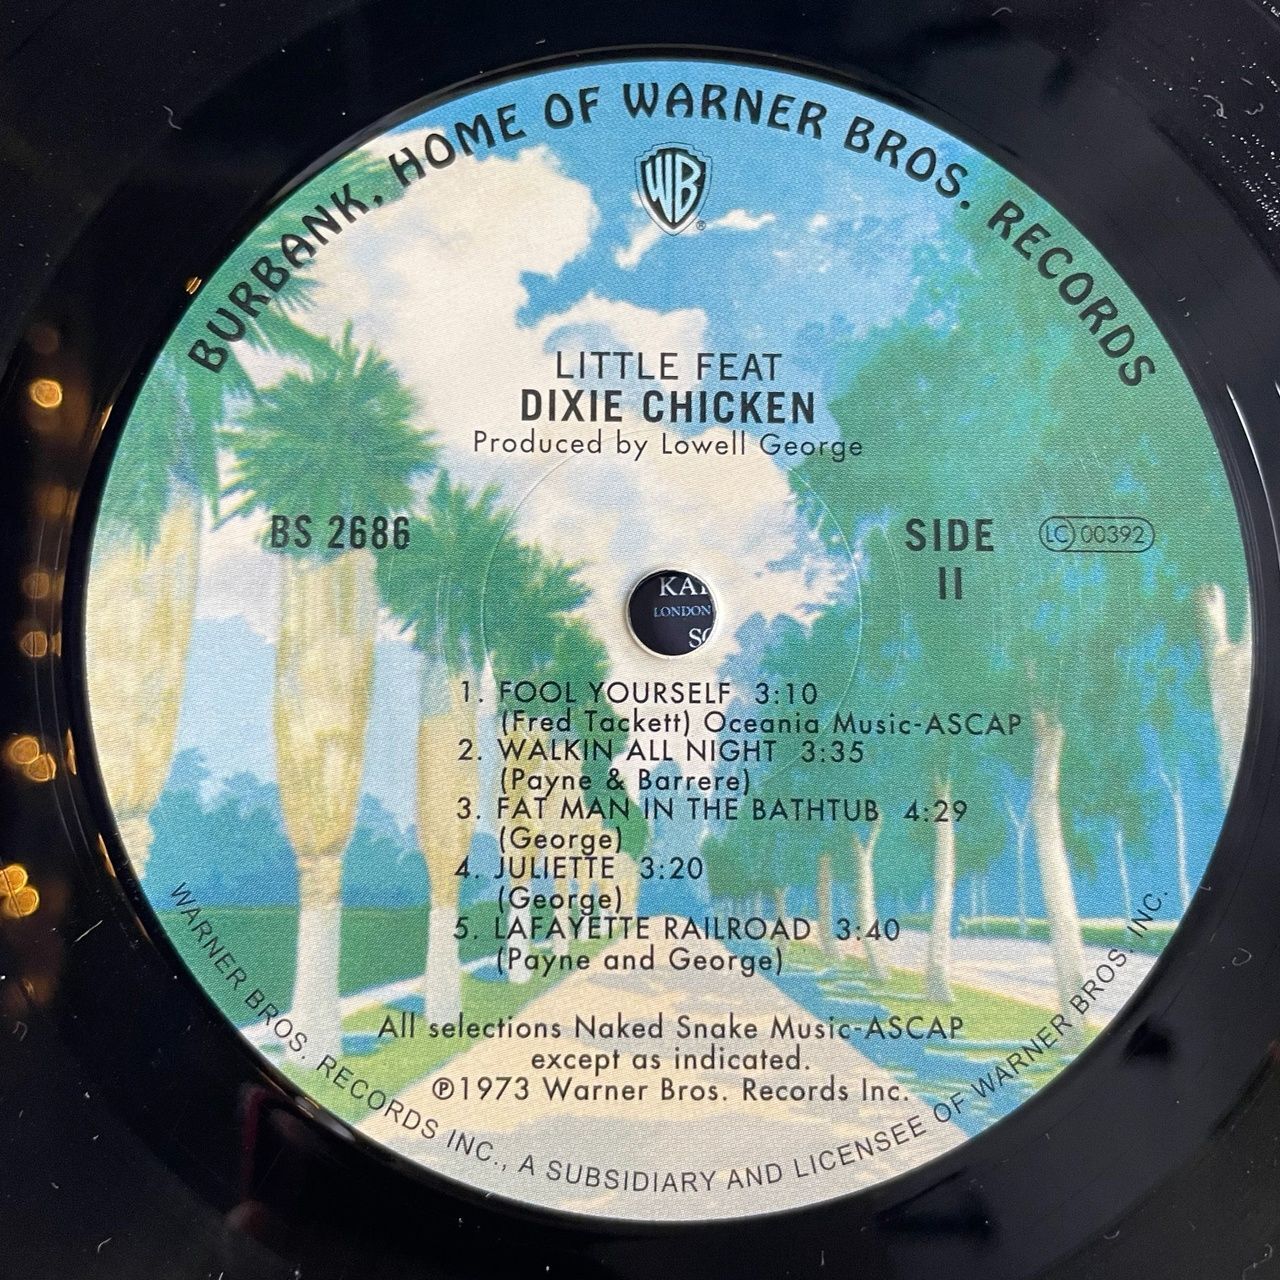 BURBANK, HOME OF WARNER BROS. RECORDS
WB
®
LITTLE FEAT
DIXIE CHICKEN
Produced by Lowell George
BS 2686
SIDE
II
LC 00392
LONDON
1. FOOL YOURSELF 3:10
(Fred Tackett) Oceania Music-ASCAP
2. WALKIN ALL NIGHT 3:35
(Payne & Barrere)
3. FAT MAN IN THE BATHTUB 4:29
(George)
4. JULIETTE 3:20
(George)
5. LAFAYETTE RAILROAD 3:40
(Payne and George)
All selections Naked Snake Music-ASCAP
except as indicated.
℗1973 Warner Bros. Records Inc.
WARNER BROS. RECORDS INC., A SUBSIDIARY AND LICENSEE OF WARNER BROS. INC.